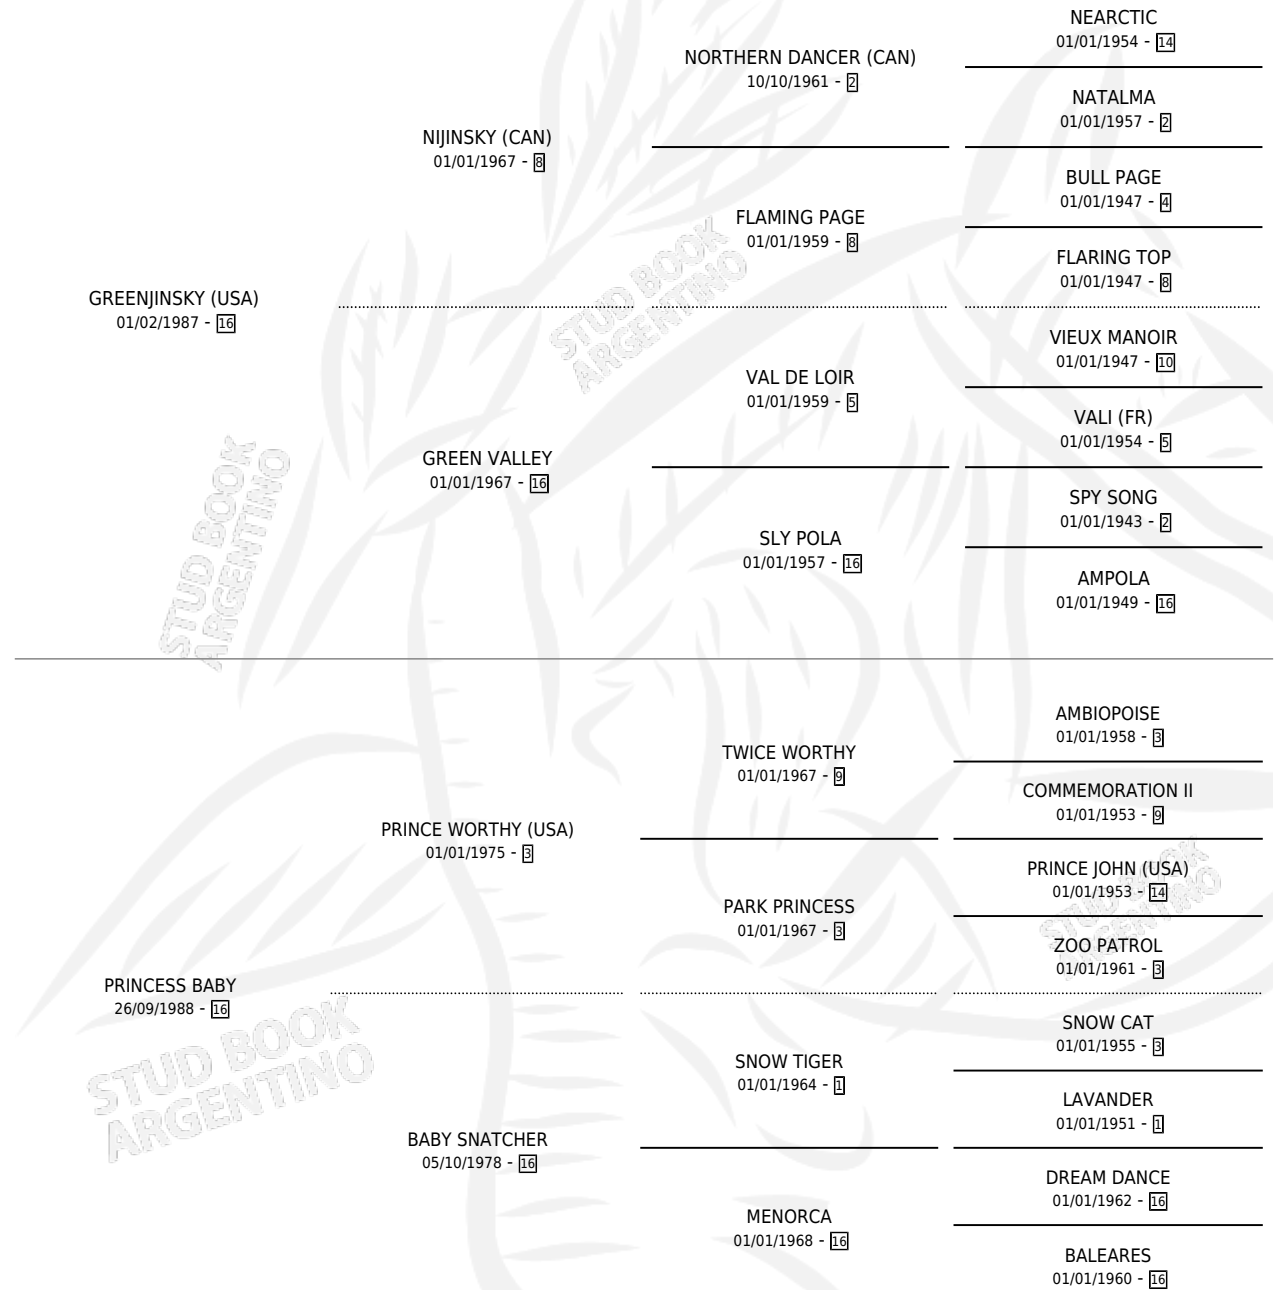 NEARCTIC
01/01/1954 - 14
NORTHERN DANCER (CAN)
10/10/1961 - 2
NATALMA
01/01/1957 - 2
NIJINSKY (CAN)
01/01/1967 - 8
BULL PAGE
01/01/1947 - 4
FLAMING PAGE
01/01/1959 - 8
FLARING TOP
01/01/1947 - 8
GREENJINSKY (USA)
01/02/1987 - 16
VIEUX MANOIR
01/01/1947 - 10
VAL DE LOIR
01/01/1959 - 5
VALI (FR)
01/01/1954 - 5
GREEN VALLEY
01/01/1967 - 16
SPY SONG
01/01/1943 - 2
SLY POLA
01/01/1957 - 16
AMPOLA
01/01/1949 - 16
AMBIOPOISE
01/01/1958 - 3
TWICE WORTHY
01/01/1967 - 9
COMMEMORATION II
01/01/1953 - 9
PRINCE WORTHY (USA)
01/01/1975 - 3
PRINCE JOHN (USA)
01/01/1953 - 14
PARK PRINCESS
01/01/1967 - 3
ZOO PATROL
01/01/1961 - 3
PRINCESS BABY
26/09/1988 - 16
SNOW CAT
01/01/1955 - 3
SNOW TIGER
01/01/1964 - 1
LAVANDER
01/01/1951 - 1
BABY SNATCHER
05/10/1978 - 16
DREAM DANCE
01/01/1962 - 16
MENORCA
01/01/1968 - 16
BALEARES
01/01/1960 - 16
STUD BOOK
ARGENTINO
STUD BOOK
ARGENTINO
STUD BOOK
ARGENTINO
STUD BOOK
ARGENTINO